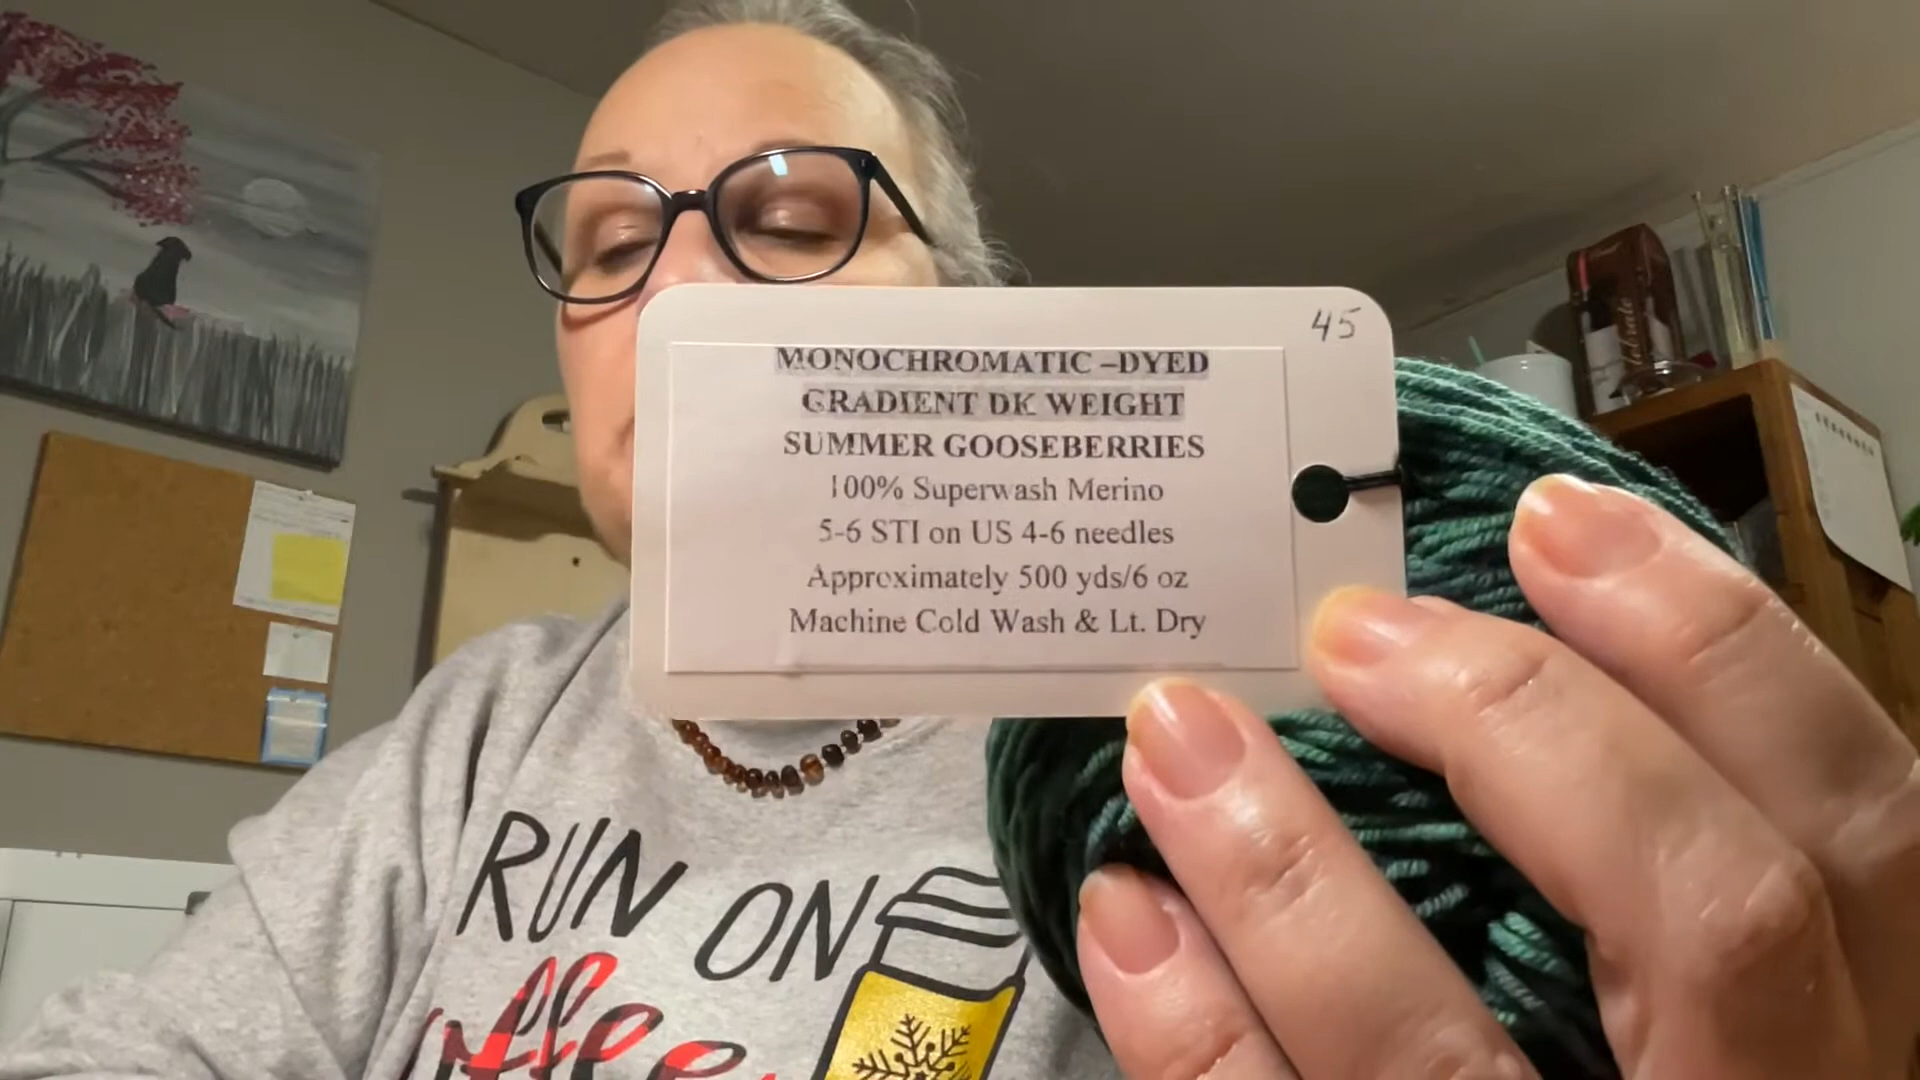 45
MONOCHROMATIC –DYED
GRADIENT DK WEIGHT
SUMMER GOOSEBERRIES
100% Superwash Merino
5-6 STI on US 4-6 needles
Approximately 500 yds/6 oz
Machine Cold Wash & Lt. Dry
RUN ON